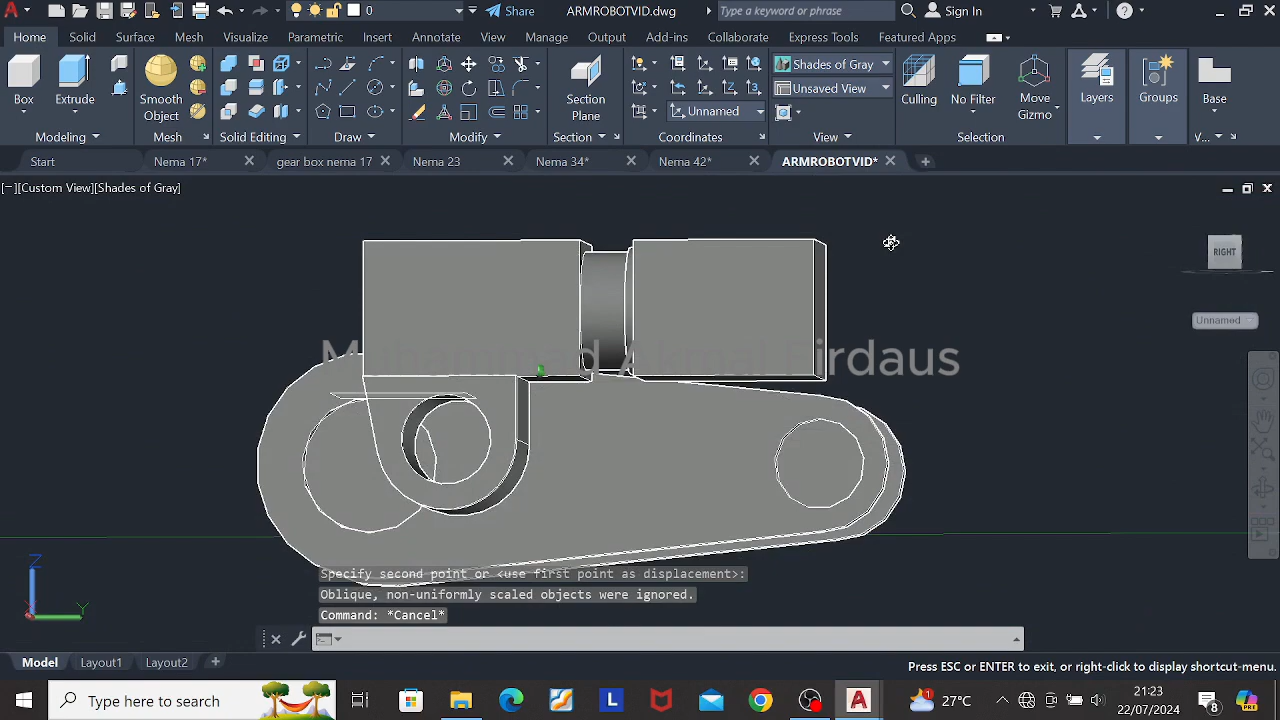 Share
ARMROBOTVID.dwg
Type a keyword or phrase
Sign In
0
Home
Solid
Surface
Mesh
Visualize
Parametric
Insert
Annotate
View
Manage
Output
Add-ins
Collaborate
Express Tools
Featured Apps
Box
Extrude
Smooth
Object
Section
Plane
Unnamed
Shades of Gray
Unsaved View
Culling
No Filter
Move
Gizmo
Layers
Groups
Base
Modeling
Mesh
Solid Editing
Draw
Modify
Section
Coordinates
View
Selection
V...
Start
Nema 17*
gear box nema 17
Nema 23
Nema 34*
Nema 42*
ARMROBOTVID*
[−][Custom View][Shades of Gray]
RIGHT
Unnamed
Muhammad Akmal Firdaus
Z
Y
Specify second point or <use first point as displacement>:
Oblique, non-uniformly scaled objects were ignored.
Command: *Cancel*
Model
Layout1
Layout2
Press ESC or ENTER to exit, or right-click to display shortcut-menu.
Type here to search
27°C
21:23
22/07/2024
8